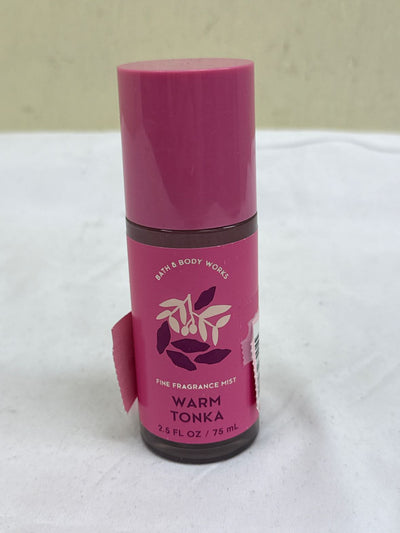 BATH & BODY WORKS
FINE FRAGRANCE MIST
WARM
TONKA
2.5 FL OZ / 75 mL